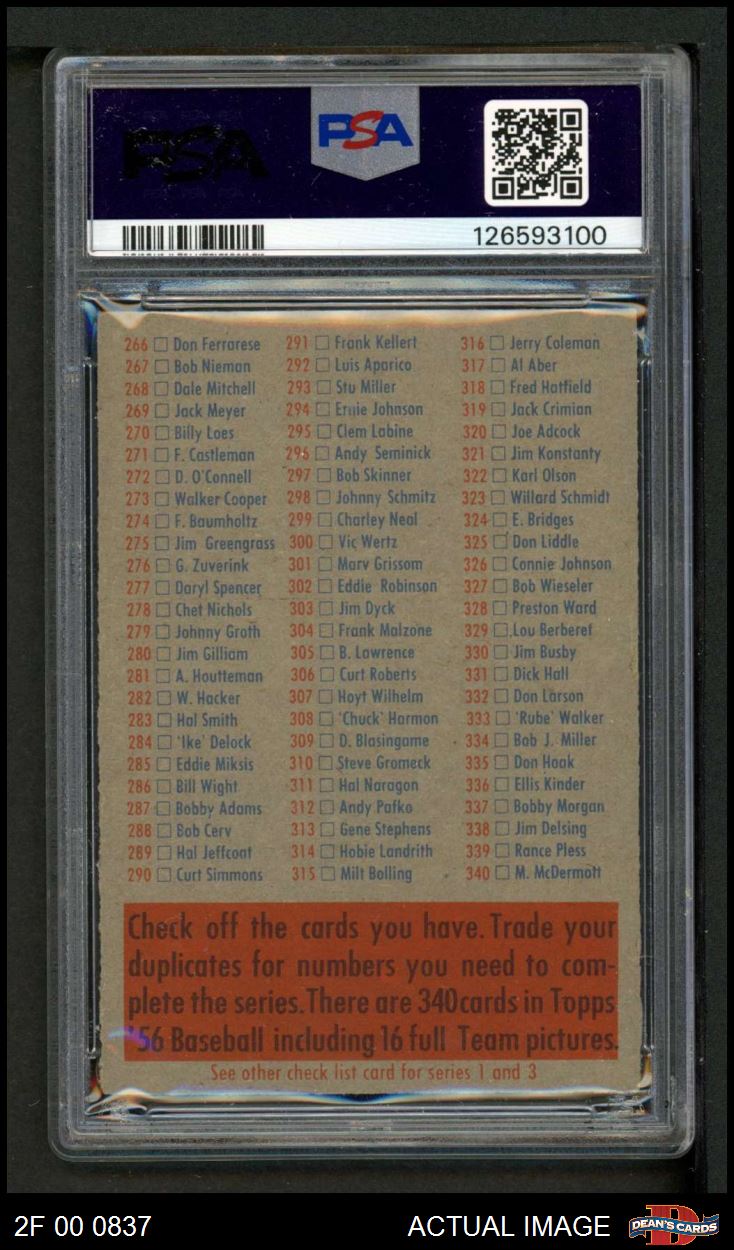 PSA
PSA
126593100
266 Don Ferrarese
267 Bob Nieman
268 Dale Mitchell
269 Jack Meyer
270 Billy Loes
271 F. Castleman
272 D. O'Connell
273 Walker Cooper
274 F. Baumholtz
275 Jim Greengrass
276 G. Zuverink
277 Daryl Spencer
278 Chet Nichols
279 Johnny Groth
280 Jim Gilliam
281 A. Houtteman
282 W. Hacker
283 Hal Smith
284 'Ike' Delock
285 Eddie Miksis
286 Bill Wight
287 Bobby Adams
288 Bob Cerv
289 Hal Jeffcoat
290 Curt Simmons
291 Frank Kellert
292 Luis Aparico
293 Stu Miller
294 Ernie Johnson
295 Clem Labine
296 Andy Seminick
297 Bob Skinner
298 Johnny Schmitz
299 Charley Neal
300 Vic Wertz
301 Marv Grissom
302 Eddie Robinson
303 Jim Dyck
304 Frank Malzone
305 B. Lawrence
306 Curt Roberts
307 Hoyt Wilhelm
308 'Chuck' Harmon
309 D. Blasingame
310 Steve Gromeck
311 Hal Naragon
312 Andy Pafko
313 Gene Stephens
314 Hobie Landrith
315 Milt Bolling
316 Jerry Coleman
317 Al Aber
318 Fred Hatfield
319 Jack Crimian
320 Joe Adcock
321 Jim Konstanty
322 Karl Olson
323 Willard Schmidt
324 E. Bridges
325 Don Liddle
326 Connie Johnson
327 Bob Wieseler
328 Preston Ward
329 Lou Berberet
330 Jim Busby
331 Dick Hall
332 Don Larson
333 'Rube' Walker
334 Bob J. Miller
335 Don Hoak
336 Ellis Kinder
337 Bobby Morgan
338 Jim Delsing
339 Rance Pless
340 M. McDermott
Check off the cards you have. Trade your
duplicates for numbers you need to com-
plete the series. There are 340 cards in Topps
'56 Baseball including 16 full Team pictures.
See other check list card for series 1 and 3
2F 00 0837
ACTUAL IMAGE
D
DEAN'S CARDS